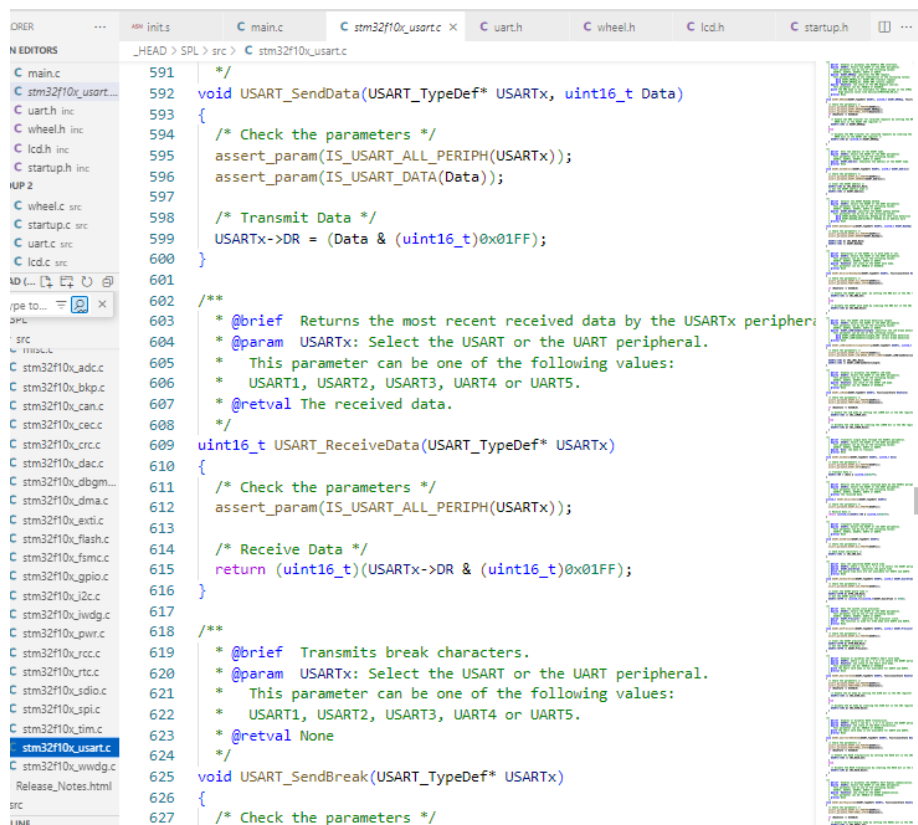 ORER ···
init.s
C main.c
C stm32f10x_usart.c ×
C uart.h
C wheel.h
C lcd.h
C startup.h
···
N EDITORS
_HEAD > SPL > src > C stm32f10x_usart.c
C main.c
C stm32f10x_usart....
C uart.h inc
C wheel.h inc
C lcd.h inc
C startup.h inc
OUP 2
C wheel.c src
C startup.c src
C uart.c src
C lcd.c src
AD (...
ype to...
SPL
src
misc.c
C stm32f10x_adc.c
C stm32f10x_bkp.c
C stm32f10x_can.c
C stm32f10x_cec.c
C stm32f10x_crc.c
C stm32f10x_dac.c
C stm32f10x_dbgm...
C stm32f10x_dma.c
C stm32f10x_exti.c
C stm32f10x_flash.c
C stm32f10x_fsmc.c
C stm32f10x_gpio.c
C stm32f10x_i2c.c
C stm32f10x_iwdg.c
C stm32f10x_pwr.c
C stm32f10x_rcc.c
C stm32f10x_rtc.c
C stm32f10x_sdio.c
C stm32f10x_spi.c
C stm32f10x_tim.c
C stm32f10x_usart.c
C stm32f10x_wwdg.c
Release_Notes.html
src
LINE
591 */
592 void USART_SendData(USART_TypeDef* USARTx, uint16_t Data)
593 {
594 /* Check the parameters */
595 assert_param(IS_USART_ALL_PERIPH(USARTx));
596 assert_param(IS_USART_DATA(Data));
597
598 /* Transmit Data */
599 USARTx->DR = (Data & (uint16_t)0x01FF);
600 }
601
602 /**
603 * @brief Returns the most recent received data by the USARTx periphera
604 * @param USARTx: Select the USART or the UART peripheral.
605 * This parameter can be one of the following values:
606 * USART1, USART2, USART3, UART4 or UART5.
607 * @retval The received data.
608 */
609 uint16_t USART_ReceiveData(USART_TypeDef* USARTx)
610 {
611 /* Check the parameters */
612 assert_param(IS_USART_ALL_PERIPH(USARTx));
613
614 /* Receive Data */
615 return (uint16_t)(USARTx->DR & (uint16_t)0x01FF);
616 }
617
618 /**
619 * @brief Transmits break characters.
620 * @param USARTx: Select the USART or the UART peripheral.
621 * This parameter can be one of the following values:
622 * USART1, USART2, USART3, UART4 or UART5.
623 * @retval None
624 */
625 void USART_SendBreak(USART_TypeDef* USARTx)
626 {
627 /* Check the parameters */